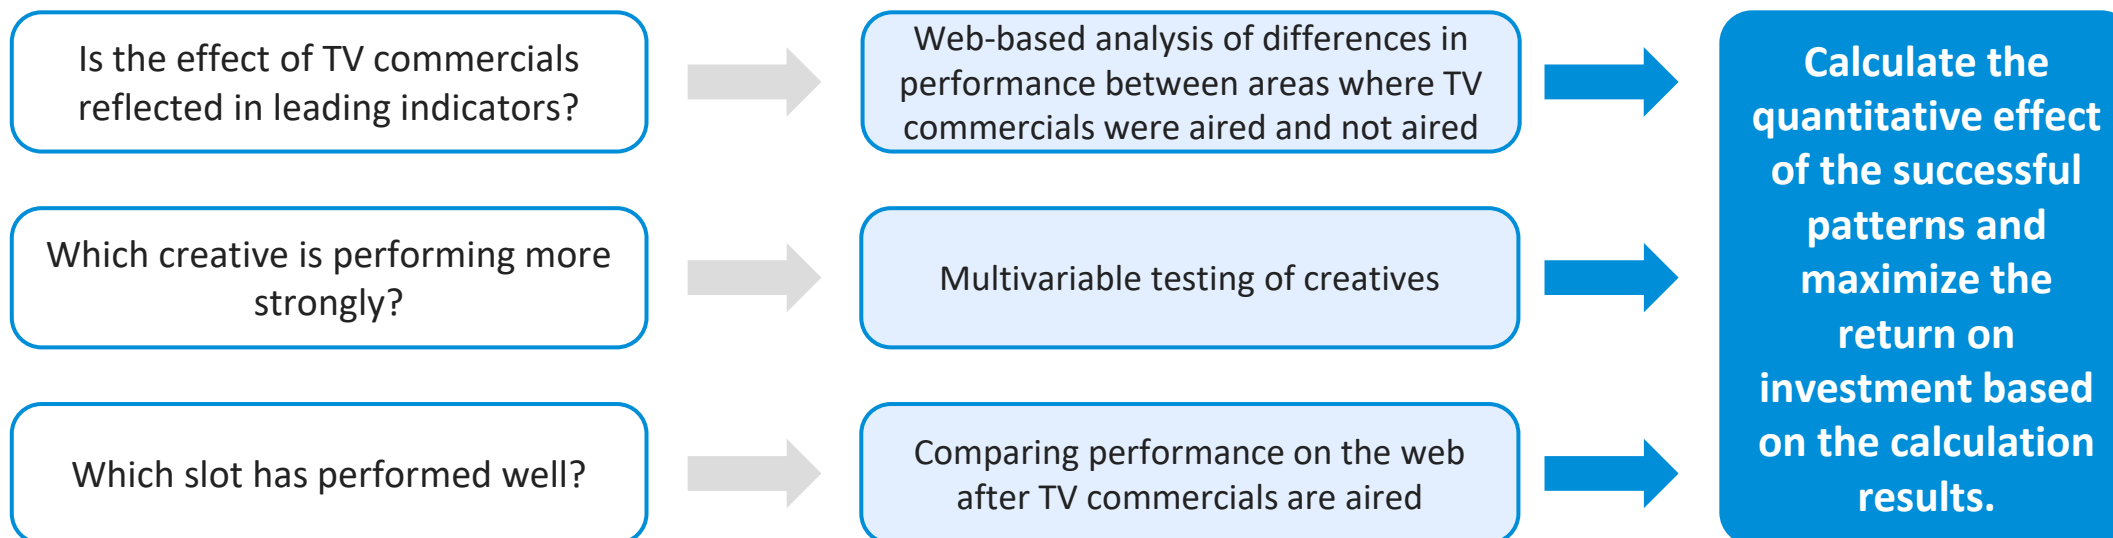 Is the effect of TV commercials
reflected in leading indicators?
Web-based analysis of differences in
performance between areas where TV
commercials were aired and not aired
Which creative is performing more
strongly?
Multivariable testing of creatives
Which slot has performed well?
Comparing performance on the web
after TV commercials are aired
Calculate the
quantitative effect
of the successful
patterns and
maximize the
return on
investment based
on the calculation
results.